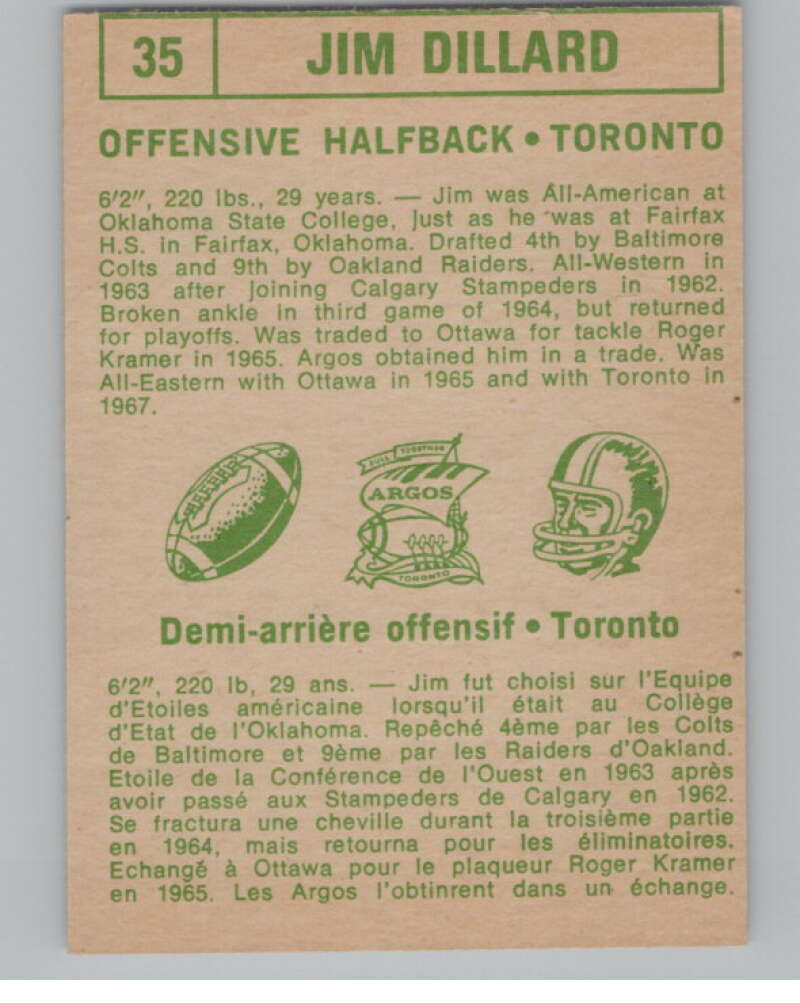 35
JIM DILLARD
OFFENSIVE HALFBACK • TORONTO
6'2", 220 lbs., 29 years. — Jim was All-American at
Oklahoma State College, just as he was at Fairfax
H.S. in Fairfax, Oklahoma. Drafted 4th by Baltimore
Colts and 9th by Oakland Raiders. All-Western in
1963 after joining Calgary Stampeders in 1962.
Broken ankle in third game of 1964, but returned
for playoffs. Was traded to Ottawa for tackle Roger
Kramer in 1965. Argos obtained him in a trade. Was
All-Eastern with Ottawa in 1965 and with Toronto in
1967.
PULL TOGETHER
ARGOS
TORONTO
Demi-arrière offensif • Toronto
6'2", 220 lb, 29 ans. — Jim fut choisi sur l'Equipe
d'Etoiles américaine lorsqu'il était au Collège
d'Etat de l'Oklahoma. Repêché 4ème par les Colts
de Baltimore et 9ème par les Raiders d'Oakland.
Etoile de la Conférence de l'Ouest en 1963 après
avoir passé aux Stampeders de Calgary en 1962.
Se fractura une cheville durant la troisième partie
en 1964, mais retourna pour les éliminatoires.
Echangé à Ottawa pour le plaqueur Roger Kramer
en 1965. Les Argos l'obtinrent dans un échange.